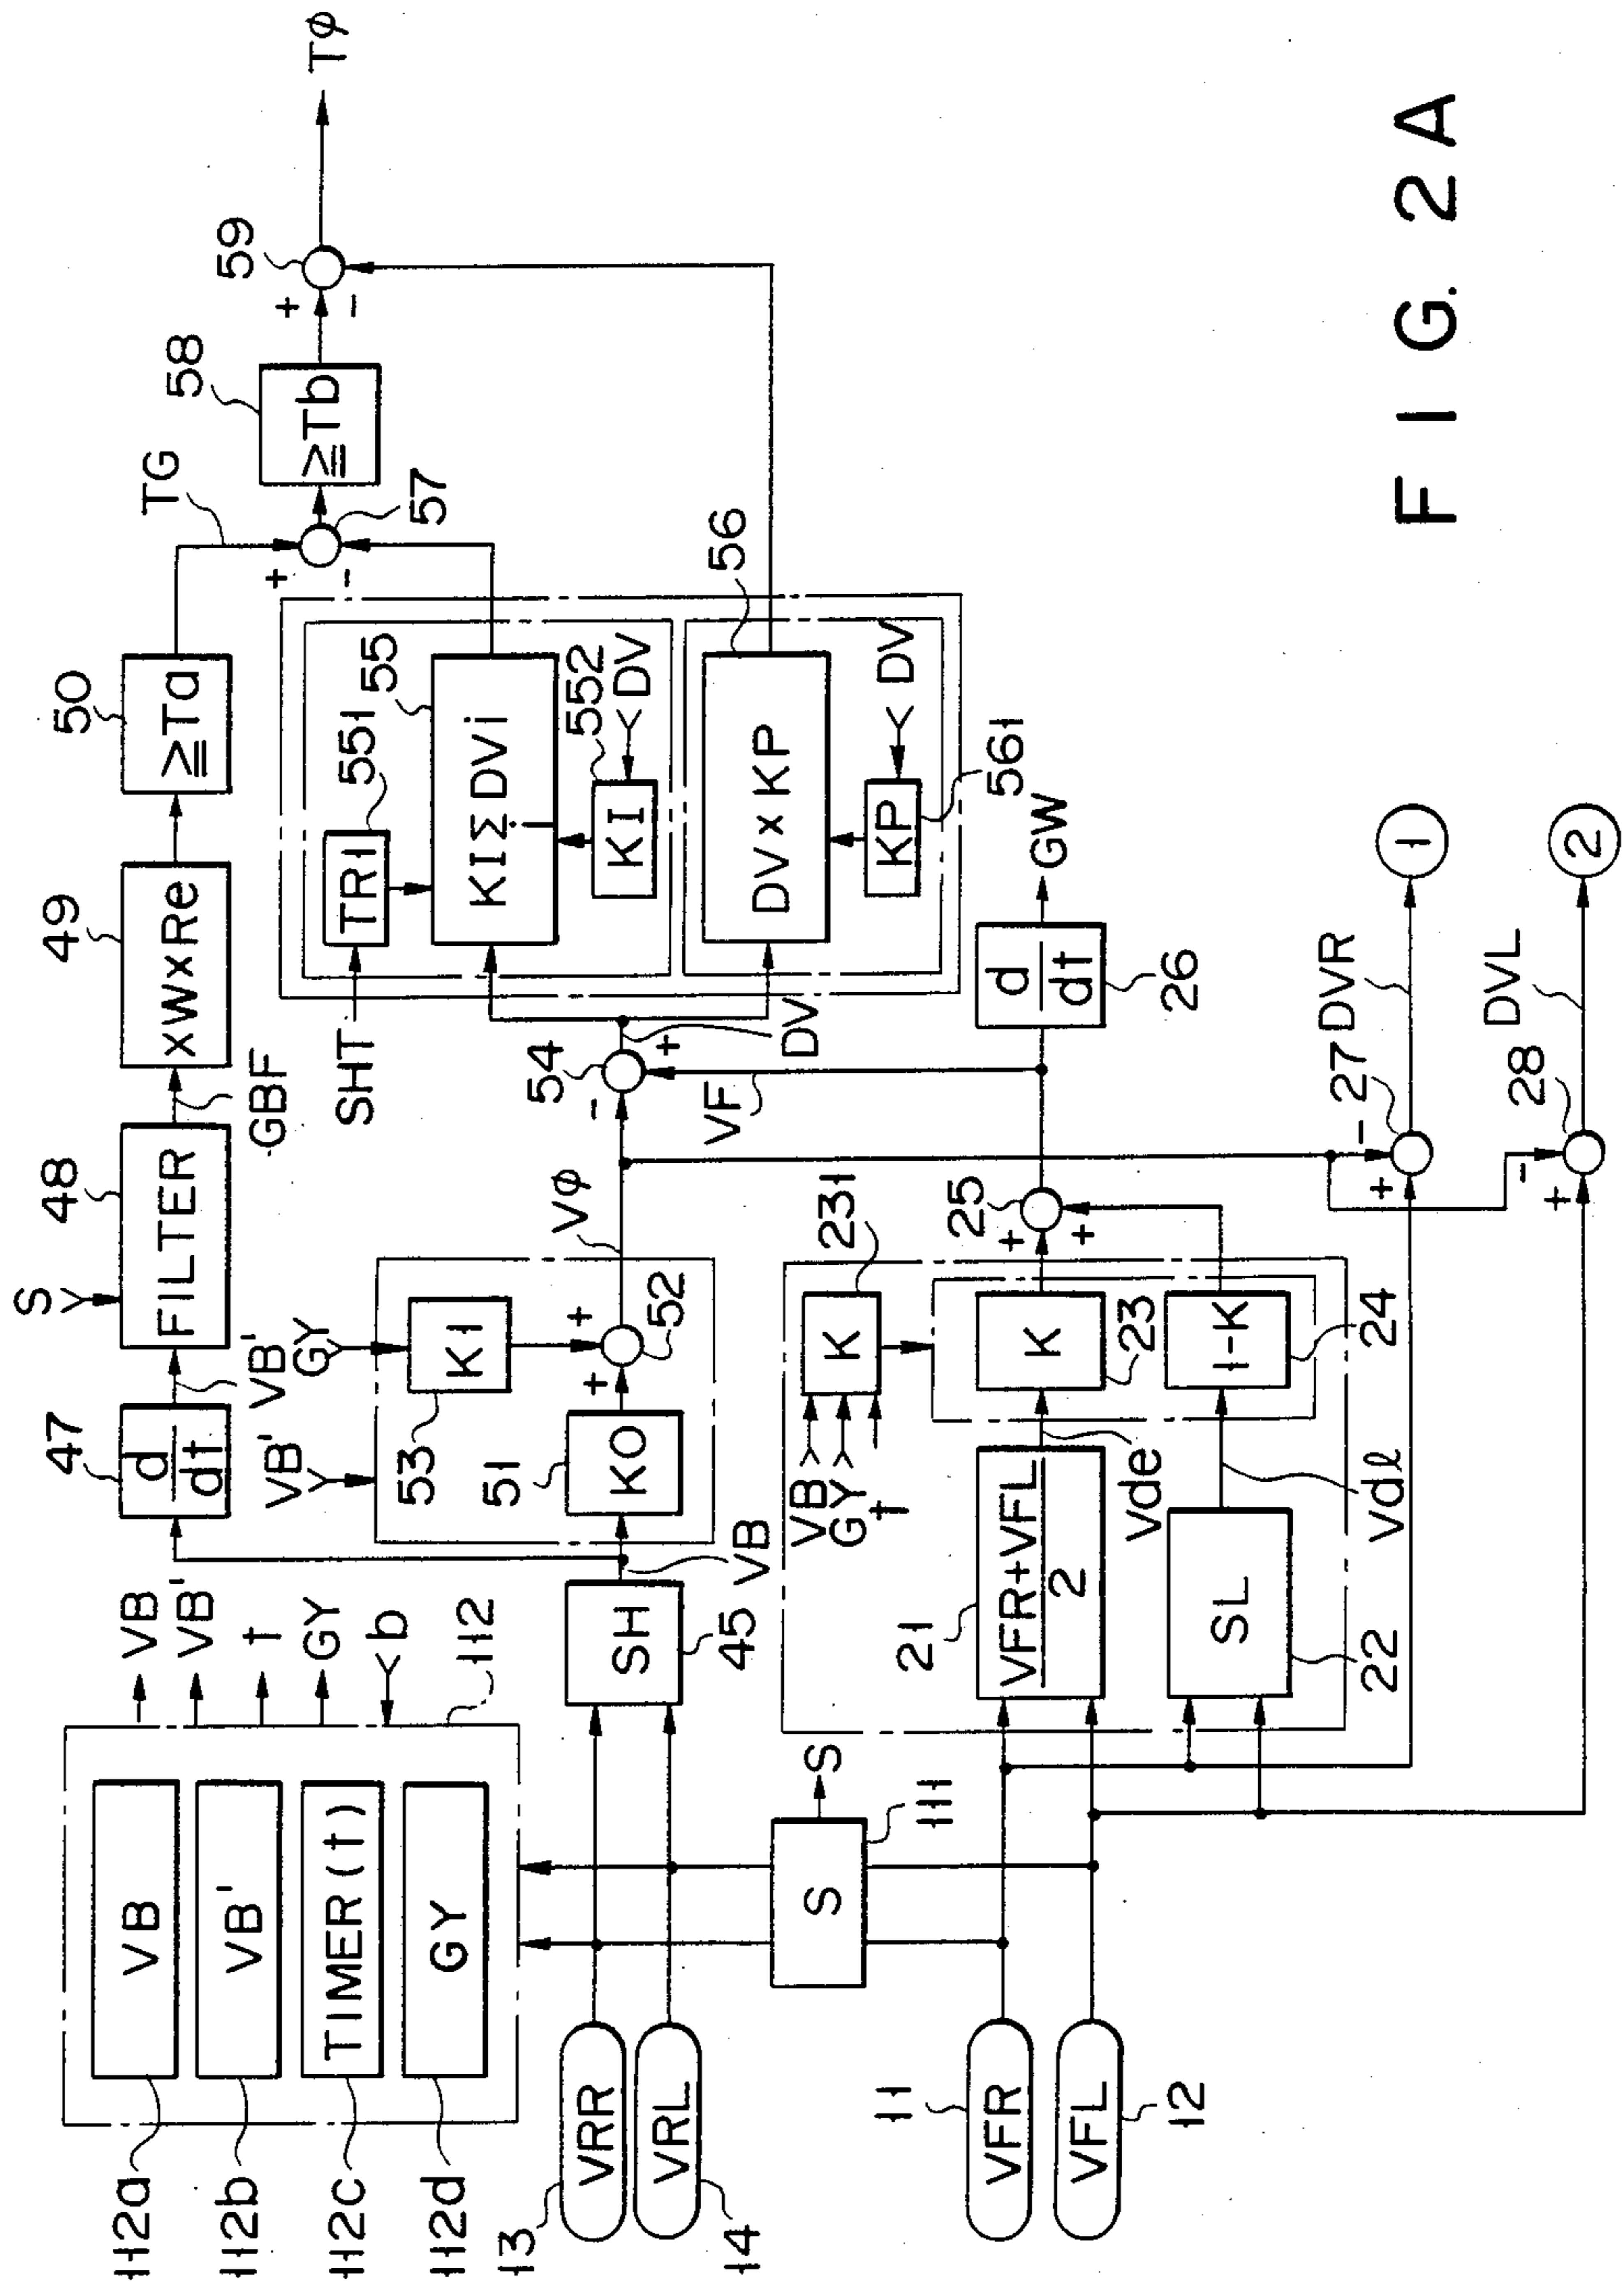 112a
112b
112c
112d
VB
VB'
TIMER(t)
GY
VB
VB'
t
GY
b
112
13
VRR
VRL
14
11
VFR
VFL
12
S
S
111
SH
45
VB
47
d
dt
VB'
S
48
FILTER
GBF
49
xWxRe
50
≧Ta
TG
+
-
57
58
≧Tb
59
+
-
Tφ
VB'
GY
53
K1
51
KO
+
+
52
Vφ
54
-
+
DV
VF
SHT
TR1
551
55
KIΣDVi
i
552
KI
DV
56
DV x KP
KP
DV
561
VB
GY
t
K
231
21
VFR+VFL
2
Vde
K
23
SL
22
Vdℓ
1-K
24
25
+
+
d
dt
26
GW
27
-
+
DVR
1
28
-
+
DVL
2
FIG. 2A